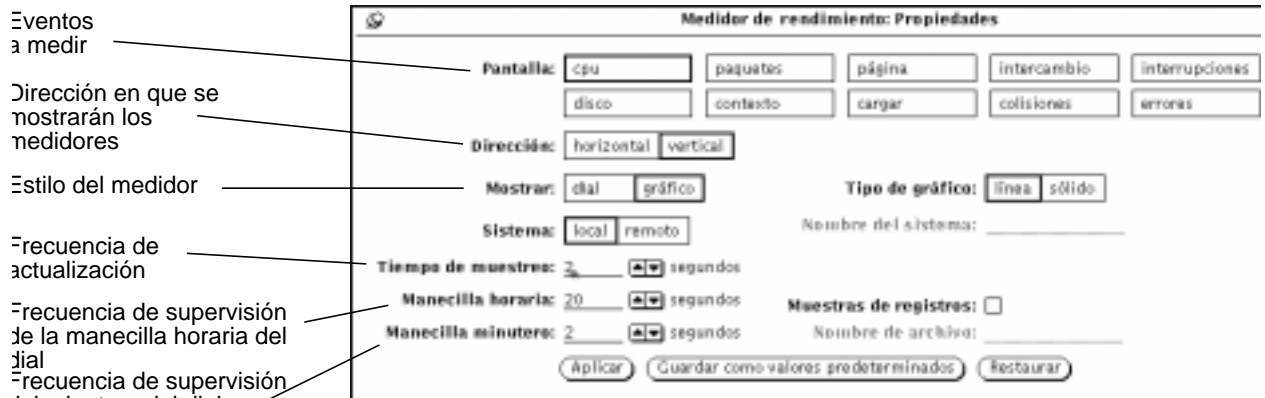 Eventos
a medir
Dirección en que se
mostrarán los
medidores
Estilo del medidor
Frecuencia de
actualización
Frecuencia de supervisión
de la manecilla horaria del
dial
Frecuencia de supervisión
Medidor de rendimiento: Propiedades
Pantalla: cpu paquetes página intercambio interrupciones
disco contexto cargar colisiones errores
Dirección: horizontal vertical
Mostrar: dial gráfico Tipo de gráfico: línea sólido
Sistema: local remoto Nombre del sistema:
Tiempo de muestreo: 2 segundos
Manecilla horaria: 20 segundos Muestras de registros:
Manecilla minutero: 2 segundos Nombre de archivo:
Aplicar Guardar como valores predeterminados Restaurar